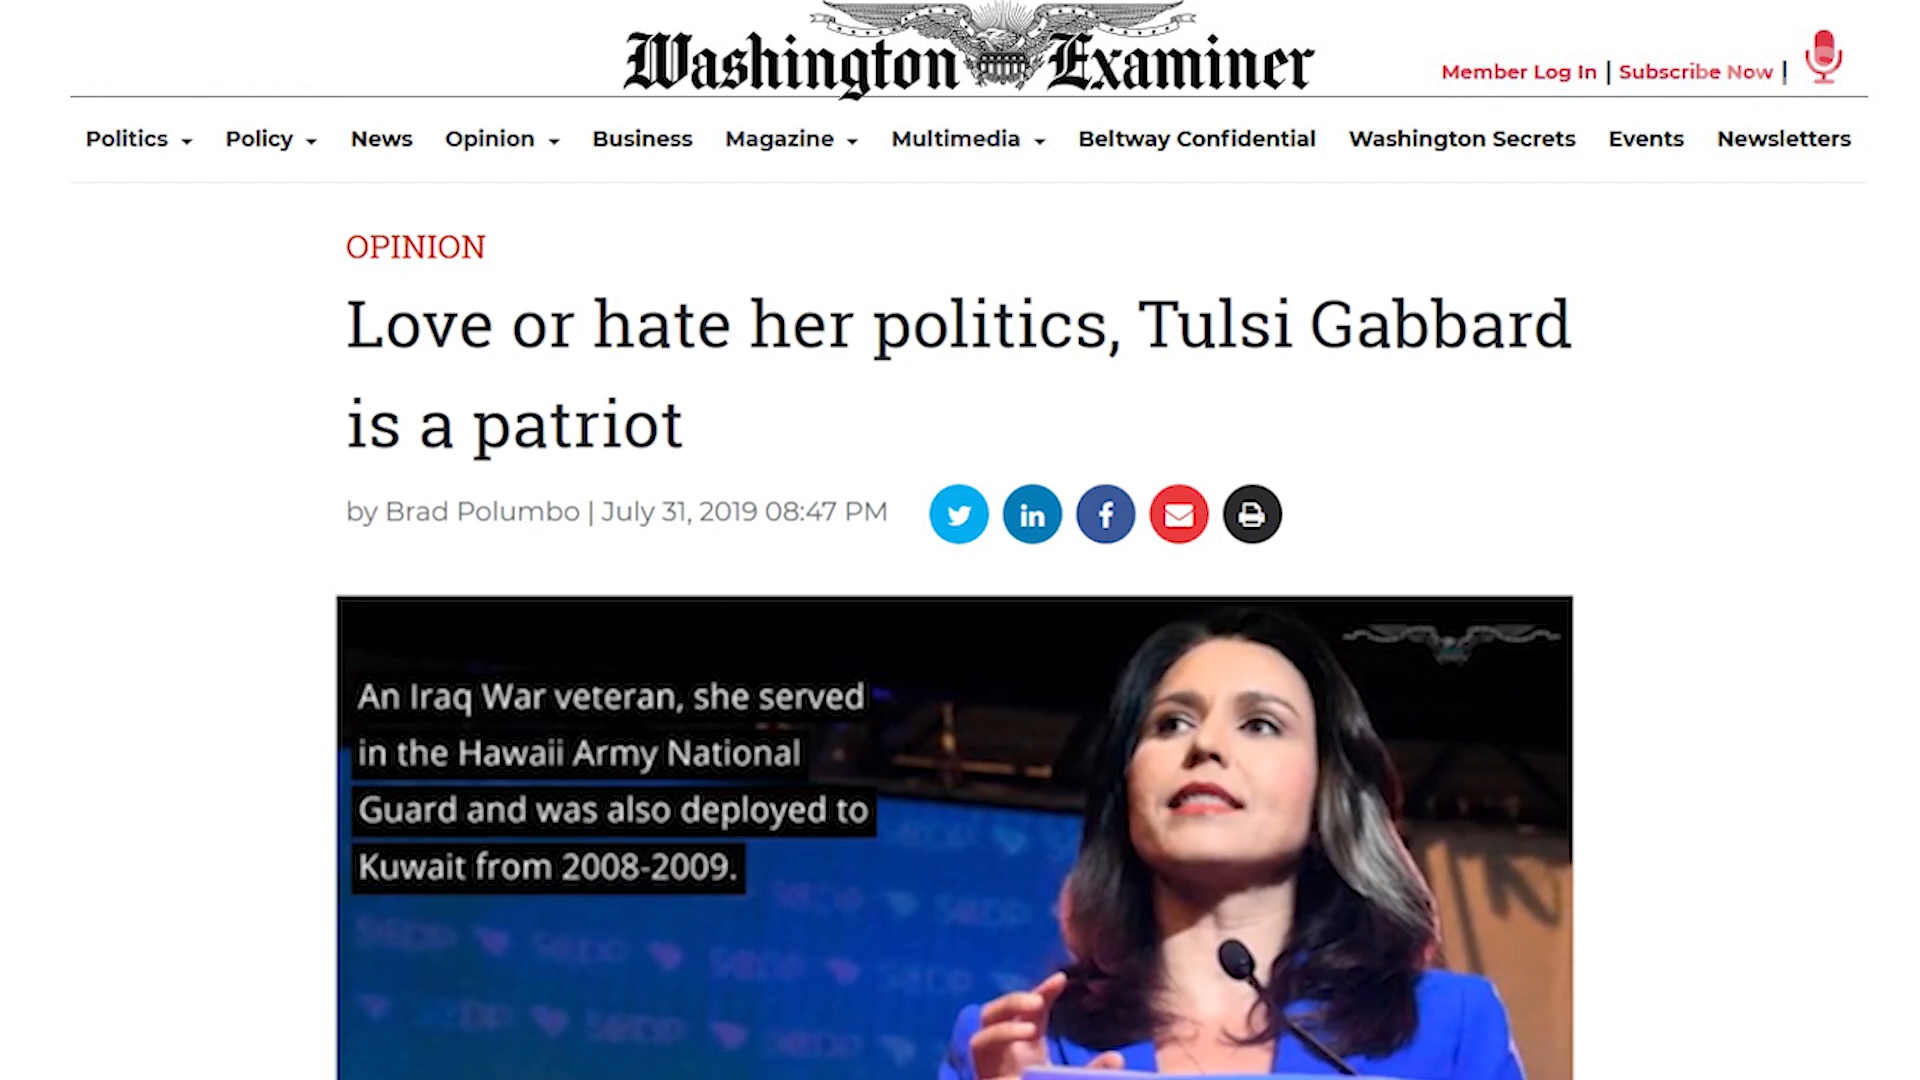 Washington Examiner
Member Log In | Subscribe Now |
Politics Policy News Opinion Business Magazine Multimedia Beltway Confidential Washington Secrets Events Newsletters
OPINION
Love or hate her politics, Tulsi Gabbard
is a patriot
by Brad Polumbo | July 31, 2019 08:47 PM
An Iraq War veteran, she served
in the Hawaii Army National
Guard and was also deployed to
Kuwait from 2008-2009.